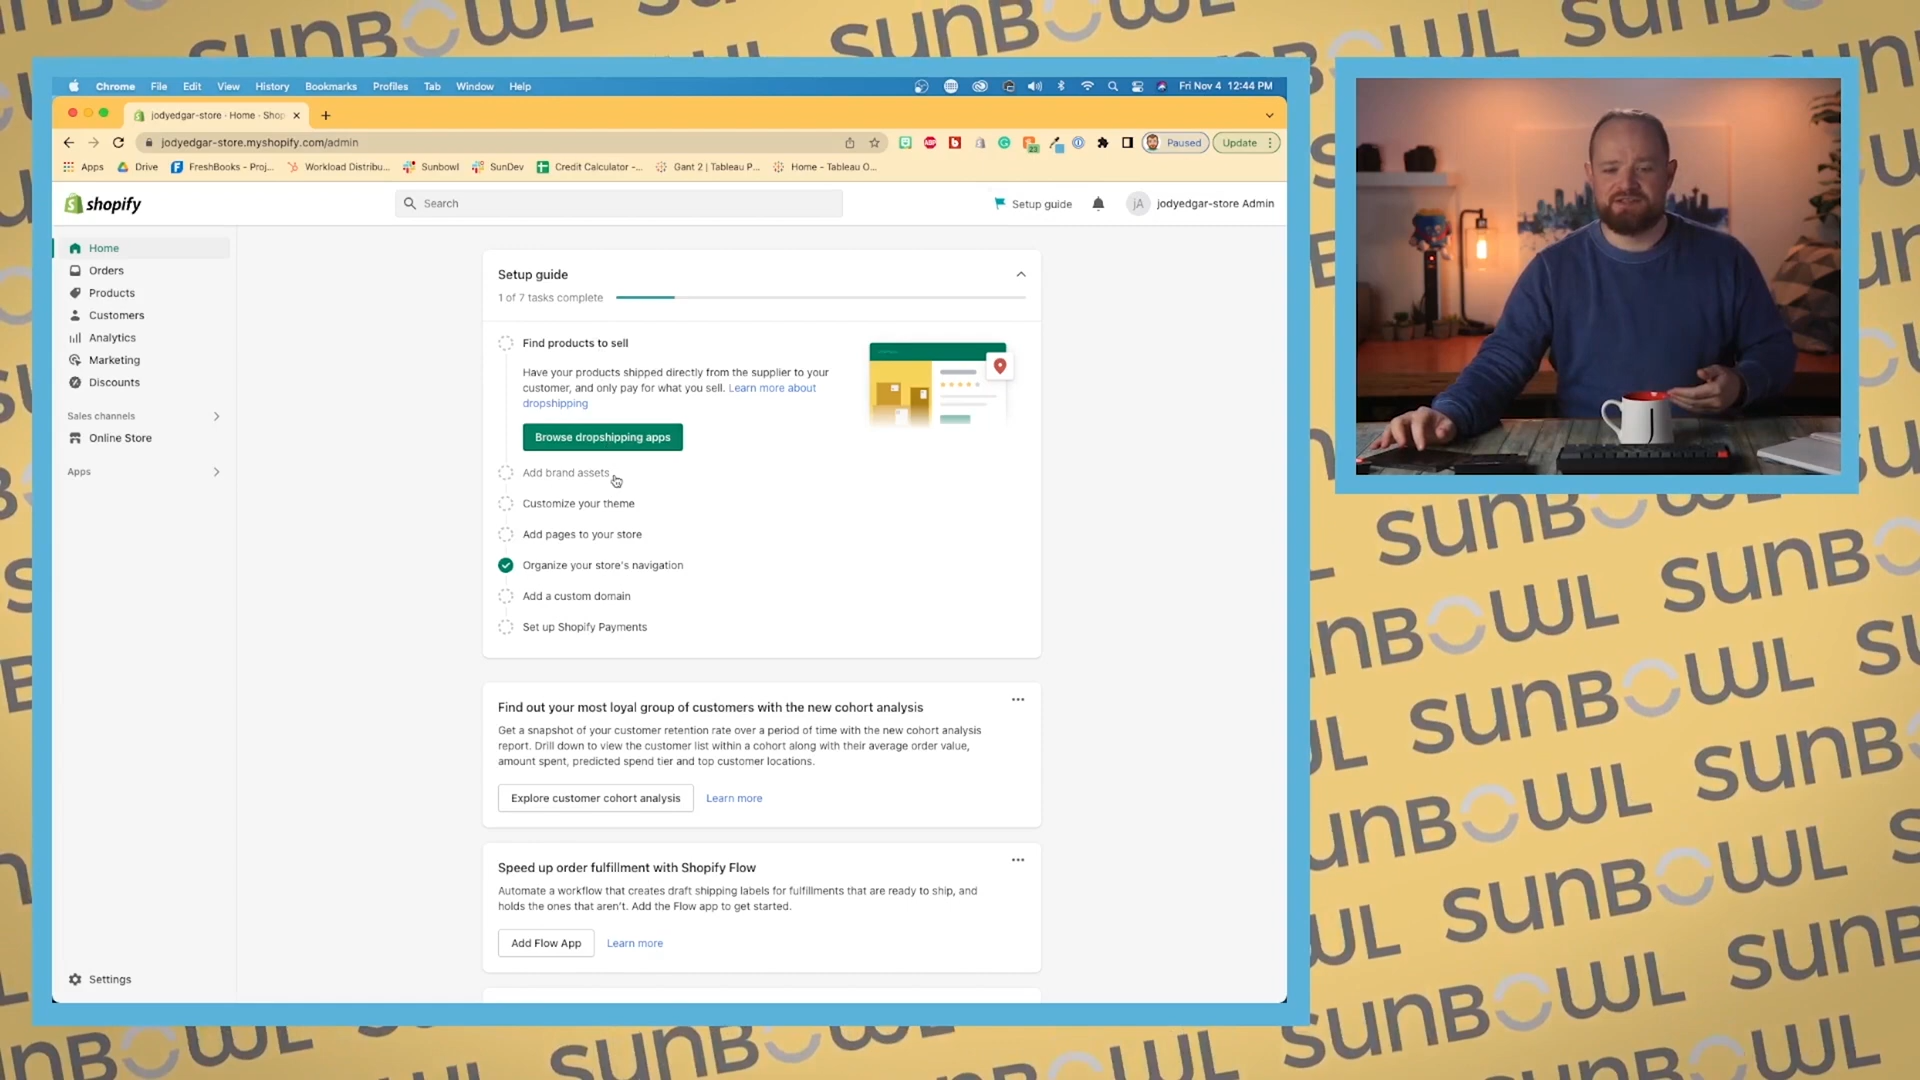 Chrome File Edit View History Bookmarks Profiles Tab Window Help Fri Nov 4 12:44 PM
jodyedgar-store · Home · Shop
jodyedgar-store.myshopify.com/admin Paused Update
Apps Drive FreshBooks - Proj... Workload Distribu... Sunbowl SunDev Credit Calculator -... Gant 2 | Tableau P... Home - Tableau O...
shopify
Search
Setup guide
jA
jodyedgar-store Admin
Home
Orders
Products
Customers
Analytics
Marketing
Discounts
Sales channels
Online Store
Apps
Settings
Setup guide
1 of 7 tasks complete
Find products to sell
Have your products shipped directly from the supplier to your
customer, and only pay for what you sell. Learn more about
dropshipping
Browse dropshipping apps
Add brand assets
Customize your theme
Add pages to your store
Organize your store's navigation
Add a custom domain
Set up Shopify Payments
Find out your most loyal group of customers with the new cohort analysis
Get a snapshot of your customer retention rate over a period of time with the new cohort analysis
report. Drill down to view the customer list within a cohort along with their average order value,
amount spent, predicted spend tier and top customer locations.
Explore customer cohort analysis Learn more
Speed up order fulfillment with Shopify Flow
Automate a workflow that creates draft shipping labels for fulfillments that are ready to ship, and
holds the ones that aren't. Add the Flow app to get started.
Add Flow App Learn more
SUNBOWL